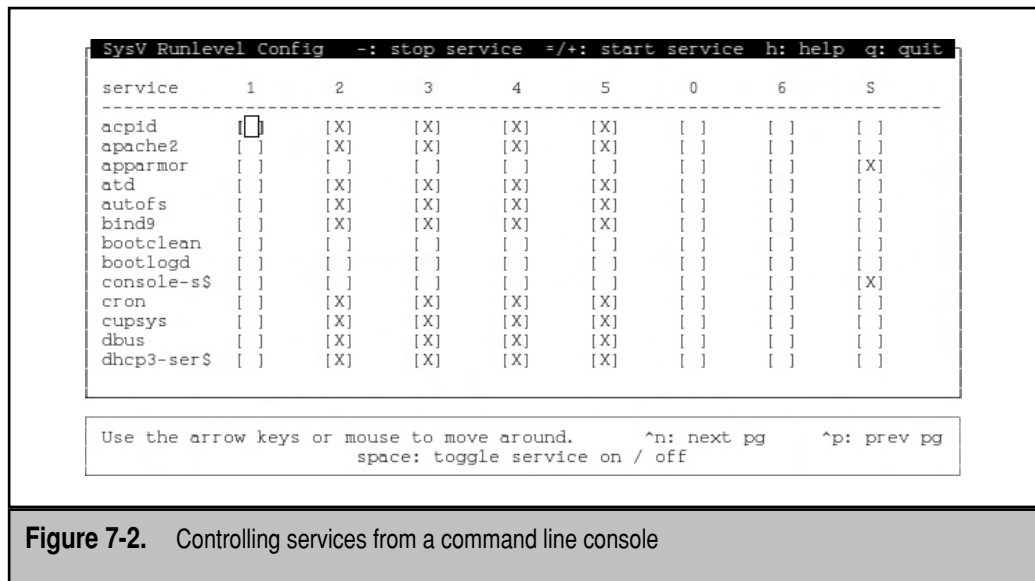 SysV Runlevel Config -: stop service =/+: start service h: help q: quit
service 1 2 3 4 5 0 6 S
acpid [ ] [X] [X] [X] [X] [ ] [ ] [ ]
apache2 [ ] [X] [X] [X] [X] [ ] [ ] [ ]
apparmor [ ] [ ] [ ] [ ] [ ] [ ] [ ] [X]
atd [ ] [X] [X] [X] [X] [ ] [ ] [ ]
autofs [ ] [X] [X] [X] [X] [ ] [ ] [ ]
bind9 [ ] [X] [X] [X] [X] [ ] [ ] [ ]
bootclean [ ] [ ] [ ] [ ] [ ] [ ] [ ] [ ]
bootlogd [ ] [ ] [ ] [ ] [ ] [ ] [ ] [ ]
console-s$ [ ] [ ] [ ] [ ] [ ] [ ] [ ] [X]
cron [ ] [X] [X] [X] [X] [ ] [ ] [ ]
cupsys [ ] [X] [X] [X] [X] [ ] [ ] [ ]
dbus [ ] [X] [X] [X] [X] [ ] [ ] [ ]
dhcp3-ser$ [ ] [X] [X] [X] [X] [ ] [ ] [ ]
Use the arrow keys or mouse to move around. ^n: next pg ^p: prev pg
space: toggle service on / off
Figure 7-2. Controlling services from a command line console